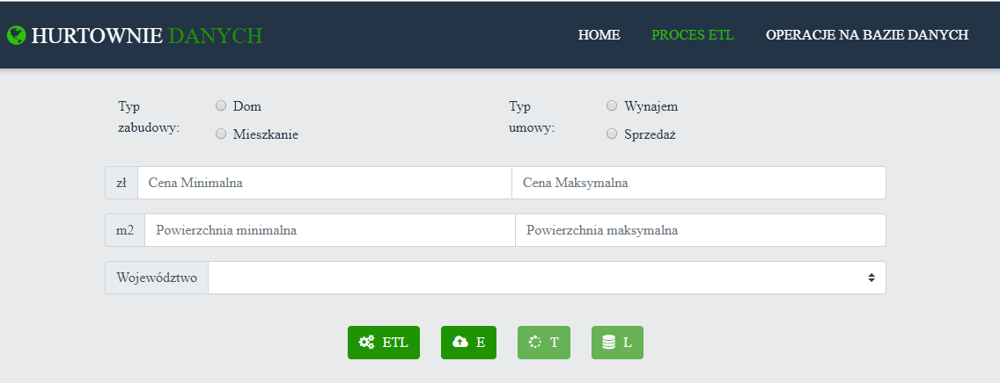 HURTOWNIE DANYCH
HOME
PROCES ETL
OPERACJE NA BAZIE DANYCH
Typ
zabudowy:
Dom
Mieszkanie
Typ
umowy:
Wynajem
Sprzedaż
zł
Cena Minimalna
Cena Maksymalna
m2
Powierzchnia minimalna
Powierzchnia maksymalna
Województwo
ETL
E
T
L